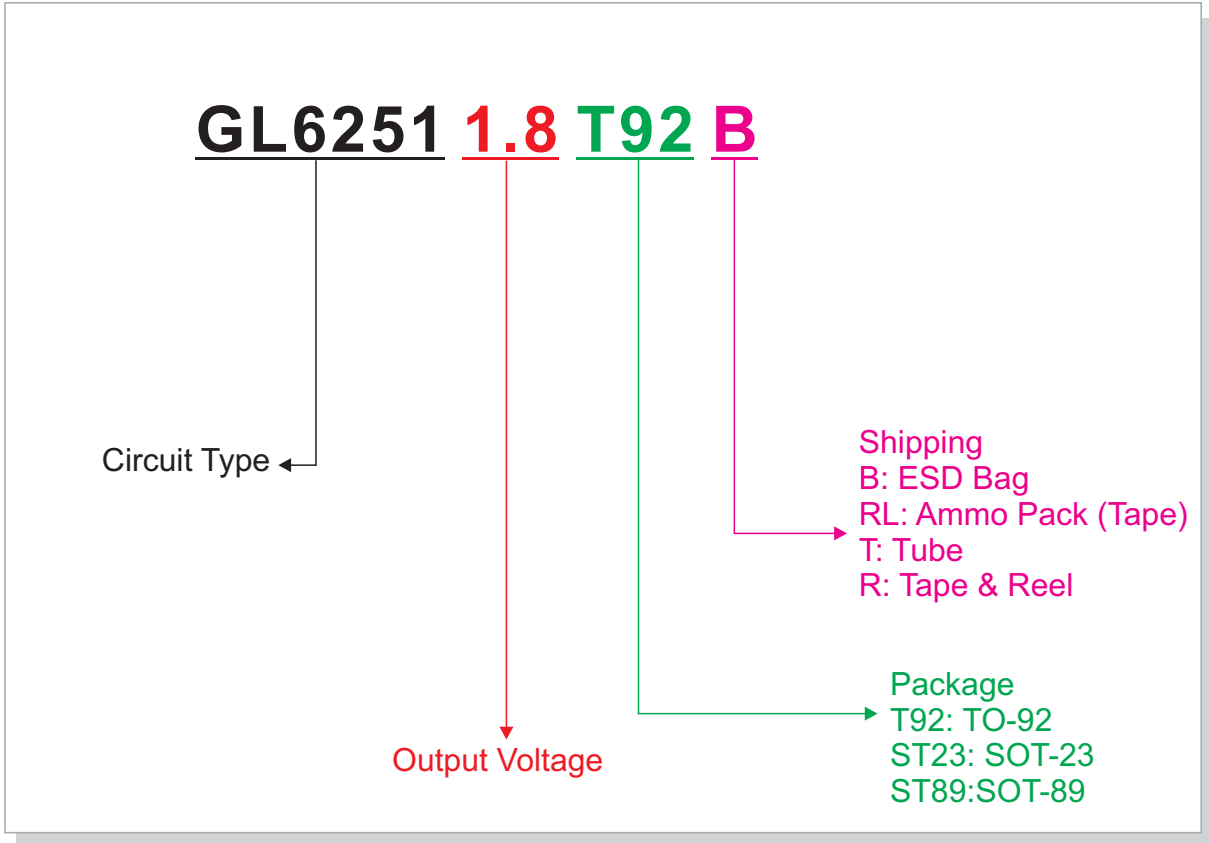 GL6251 1.8 T92 B
Circuit Type
Shipping
B: ESD Bag
RL: Ammo Pack (Tape)
T: Tube
R: Tape & Reel
Output Voltage
Package
T92: TO-92
ST23: SOT-23
ST89:SOT-89